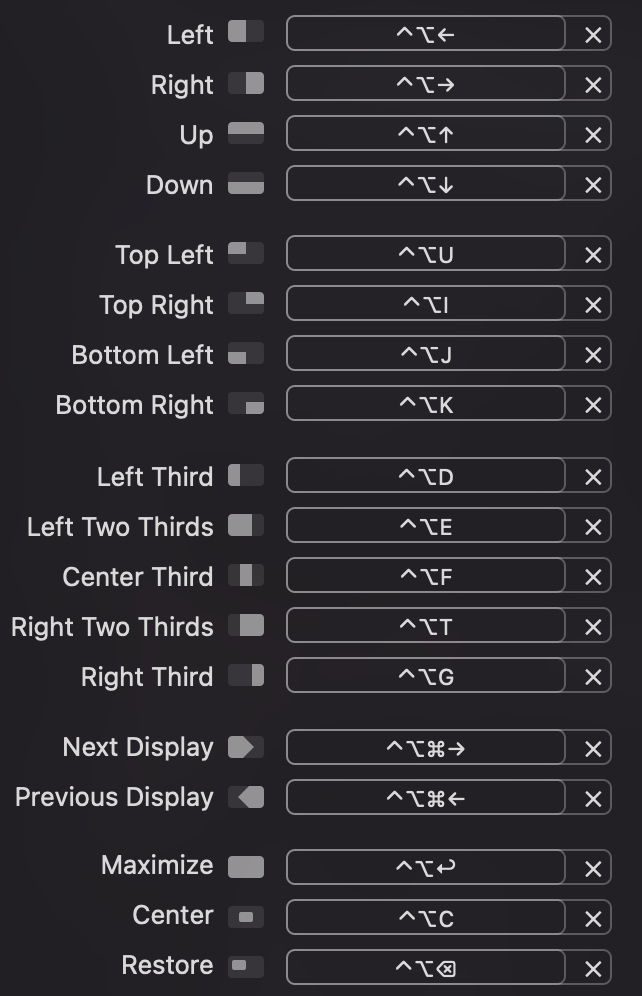 Left ^⌥← ×
Right ^⌥→ ×
Up ^⌥↑ ×
Down ^⌥↓ ×
Top Left ^⌥U ×
Top Right ^⌥I ×
Bottom Left ^⌥J ×
Bottom Right ^⌥K ×
Left Third ^⌥D ×
Left Two Thirds ^⌥E ×
Center Third ^⌥F ×
Right Two Thirds ^⌥T ×
Right Third ^⌥G ×
Next Display ^⌥⌘→ ×
Previous Display ^⌥⌘← ×
Maximize ^⌥↩ ×
Center ^⌥C ×
Restore ^⌥⌫ ×